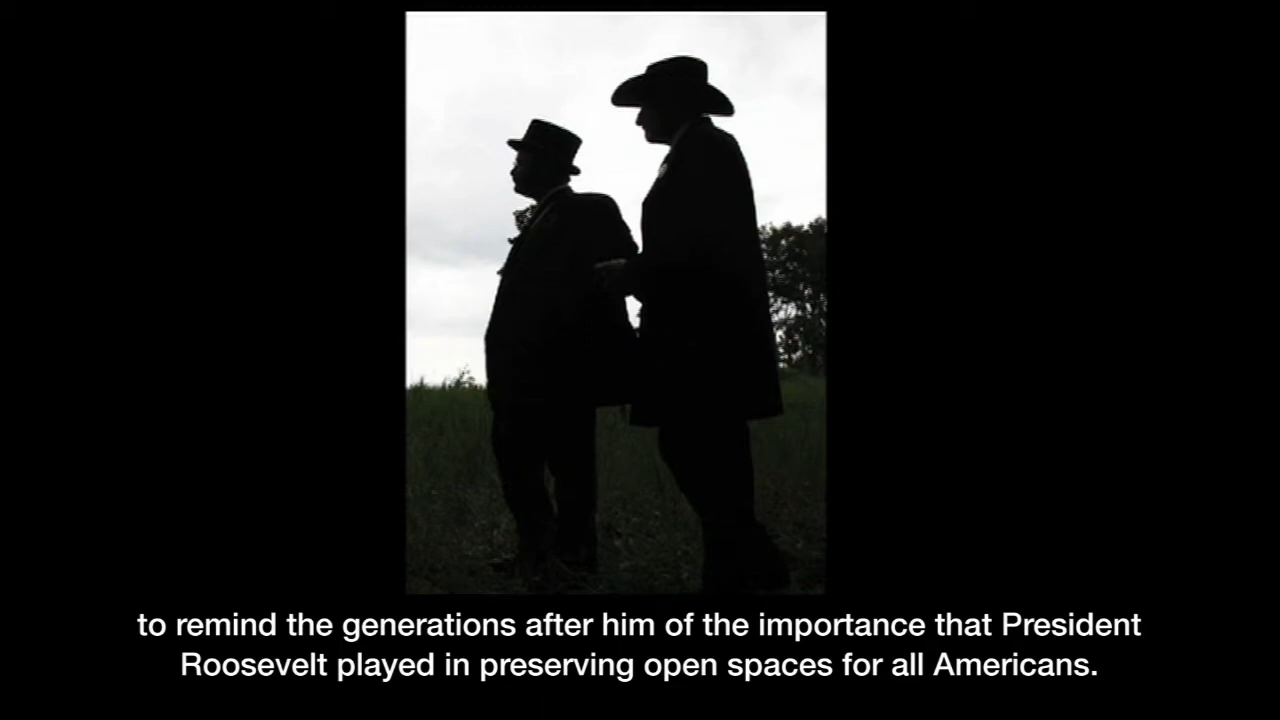 to remind the generations after him of the importance that President
Roosevelt played in preserving open spaces for all Americans.